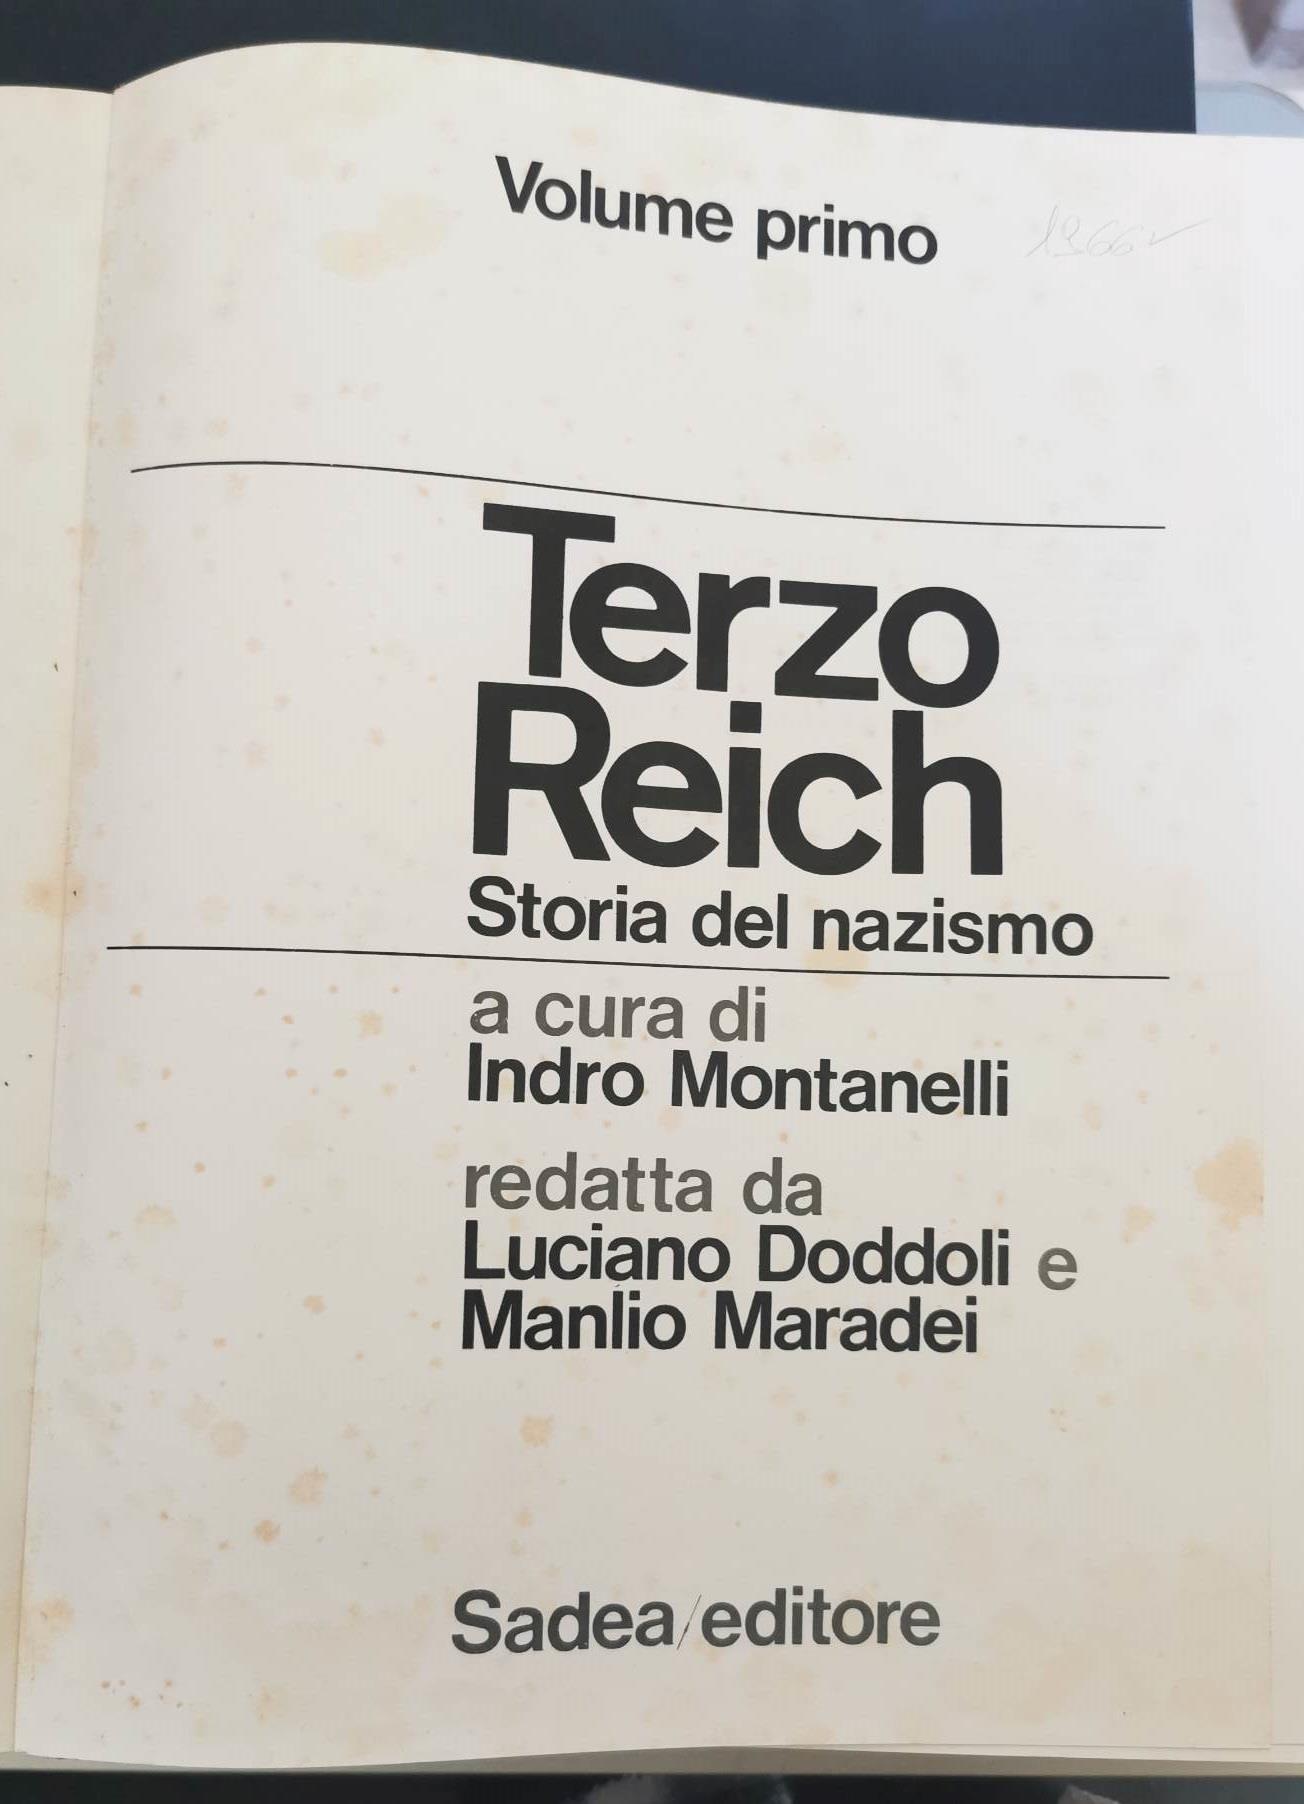 Volume primo
1966
Terzo
Reich
Storia del nazismo
a cura di
Indro Montanelli
redatta da
Luciano Doddoli e
Manlio Maradei
Sadea/editore